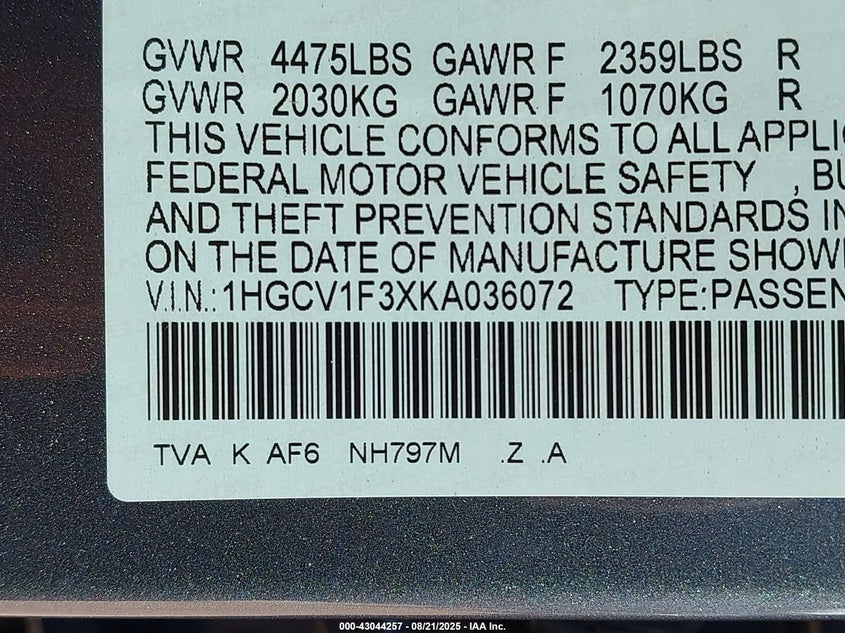 GVWR 4475LBS GAWR F 2359LBS R
GVWR 2030KG GAWR F 1070KG R
THIS VEHICLE CONFORMS TO ALL APPLI
FEDERAL MOTOR VEHICLE SAFETY , BU
AND THEFT PREVENTION STANDARDS IN
ON THE DATE OF MANUFACTURE SHOW
V.I.N.:1HGCV1F3XKA036072 TYPE:PASSEN
TVA K AF6 NH797M .Z .A
000-43044257 - 08/21/2025 - IAA Inc.